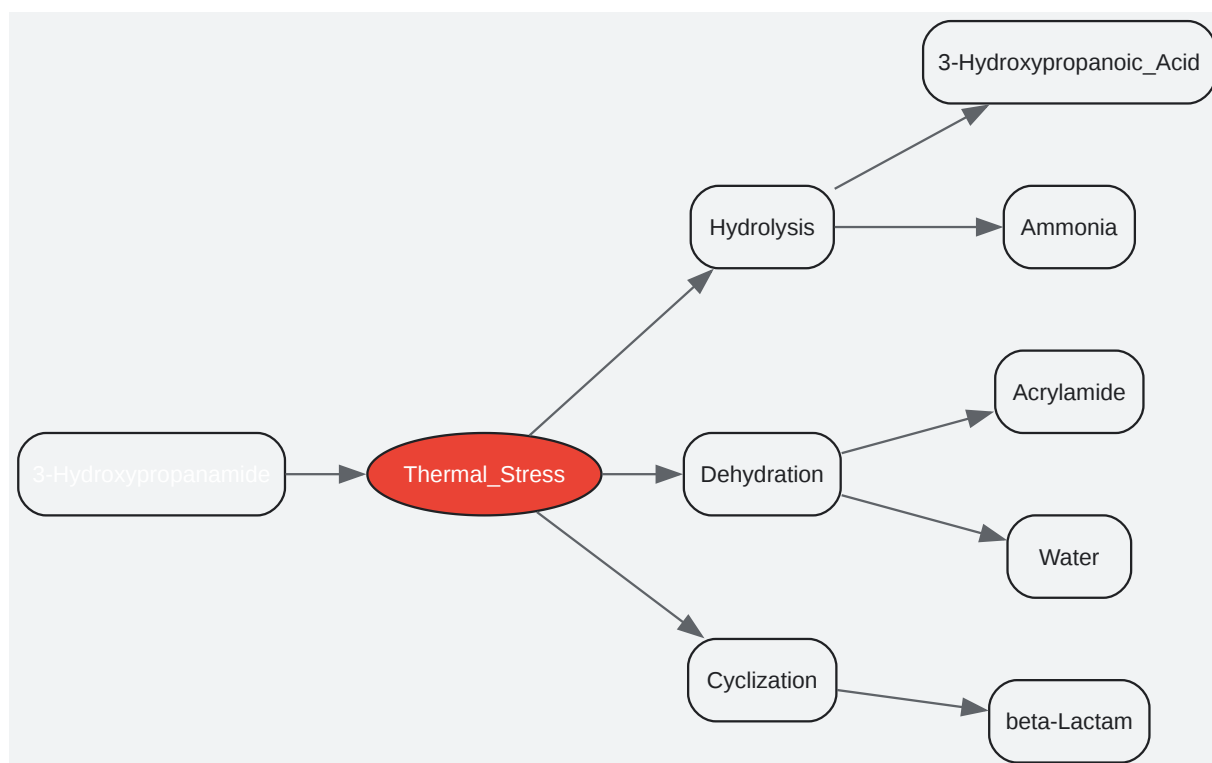 3-Hydroxypropanoic_Acid
Hydrolysis
Ammonia
Acrylamide
3-Hydroxypropanamide
Thermal_Stress
Dehydration
Water
Cyclization
beta-Lactam